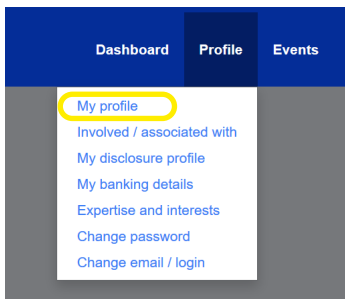 Dashboard Profile Events
My profile
Involved / associated with
My disclosure profile
My banking details
Expertise and interests
Change password
Change email / login